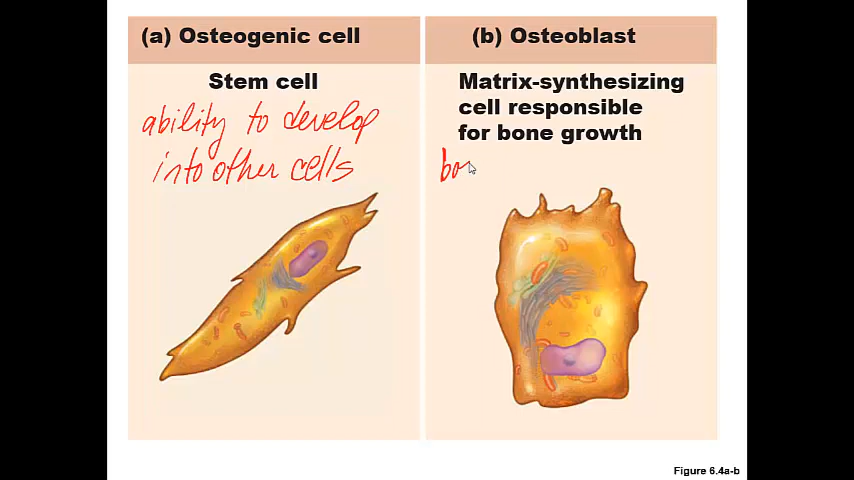 (a) Osteogenic cell
Stem cell
ability to develop
into other cells
(b) Osteoblast
Matrix-synthesizing
cell responsible
for bone growth
bo
Figure 6.4a-b